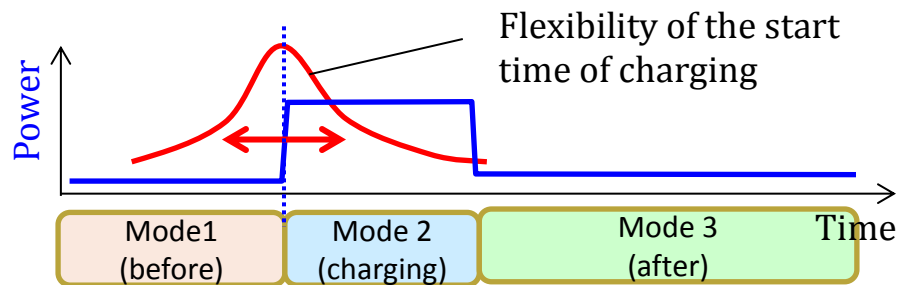 Flexibility of the start
time of charging
Power
Time
Mode1
(before)
Mode 2
(charging)
Mode 3
(after)